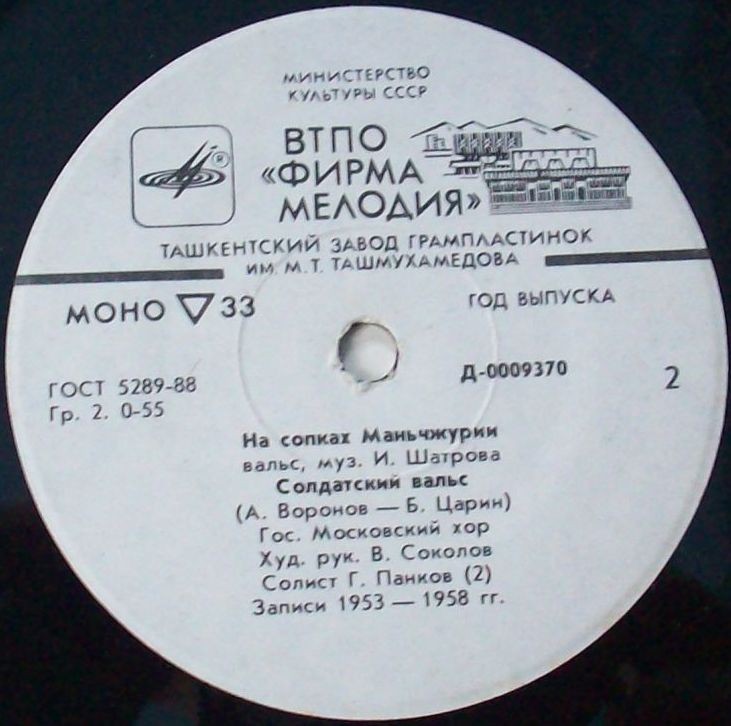 МИНИСТЕРСТВО
КУЛЬТУРЫ СССР
ВТПО
«ФИРМА
МЕЛОДИЯ»
®
ТАШКЕНТСКИЙ ЗАВОД ГРАМПЛАСТИНОК
ИМ. М.Т. ТАШМУХАМЕДОВА
МОНО ▽ 33
ГОД ВЫПУСКА
ГОСТ 5289-88
Гр. 2. 0-55
Д-0009370
2
На сопках Маньчжурии
вальс, муз. И. Шатрова
Солдатский вальс
(А. Воронов — Б. Царин)
Гос. Московский хор
Худ. рук. В. Соколов
Солист Г. Панков (2)
Записи 1953 — 1958 гг.